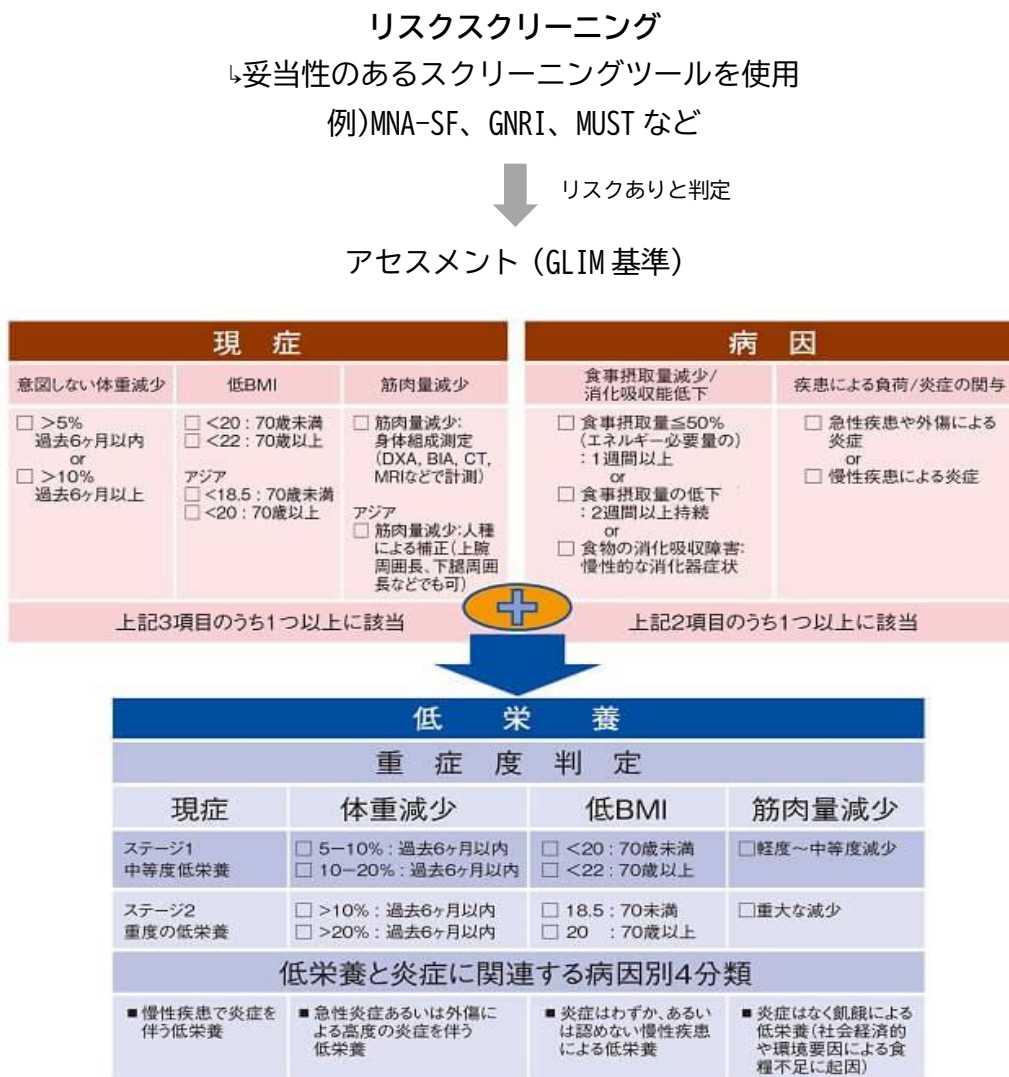 リスクスクリーニング
↳妥当性のあるスクリーニングツールを使用
例)MNA-SF、GNRI、MUST など
リスクありと判定
アセスメント（GLIM 基準）
現 症
意図しない体重減少
低BMI
筋肉量減少
□ >5%
過去6ヶ月以内
or
□ >10%
過去6ヶ月以上
□ <20：70歳未満
□ <22：70歳以上
アジア
□ <18.5：70歳未満
□ <20：70歳以上
□ 筋肉量減少:
身体組成測定
(DXA, BIA, CT,
MRIなどで計測)
アジア
□ 筋肉量減少:人種
による補正(上腕
周囲長、下腿周囲
長などでも可)
上記3項目のうち1つ以上に該当
病 因
食事摂取量減少/
消化吸収能低下
疾患による負荷/炎症の関与
□ 食事摂取量≦50%
(エネルギー必要量の)
：1週間以上
or
□ 食事摂取量の低下
：2週間以上持続
or
□ 食物の消化吸収障害:
慢性的な消化器症状
□ 急性疾患や外傷による
炎症
or
□ 慢性疾患による炎症
上記2項目のうち1つ以上に該当
低 栄 養
重 症 度 判 定
現症 体重減少 低BMI 筋肉量減少
ステージ1
中等度低栄養
□ 5−10%：過去6ヶ月以内
□ 10−20%：過去6ヶ月以内
□ <20：70歳未満
□ <22：70歳以上
□軽度〜中等度減少
ステージ2
重度の低栄養
□ >10%：過去6ヶ月以内
□ >20%：過去6ヶ月以内
□ 18.5：70未満
□ 20 ：70歳以上
□重大な減少
低栄養と炎症に関連する病因別4分類
■ 慢性疾患で炎症を
伴う低栄養
■ 急性炎症あるいは外傷に
よる高度の炎症を伴う
低栄養
■ 炎症はわずか、あるい
は認めない慢性疾患
による低栄養
■ 炎症はなく飢餓による
低栄養(社会経済的
や環境要因による食
糧不足に起因)